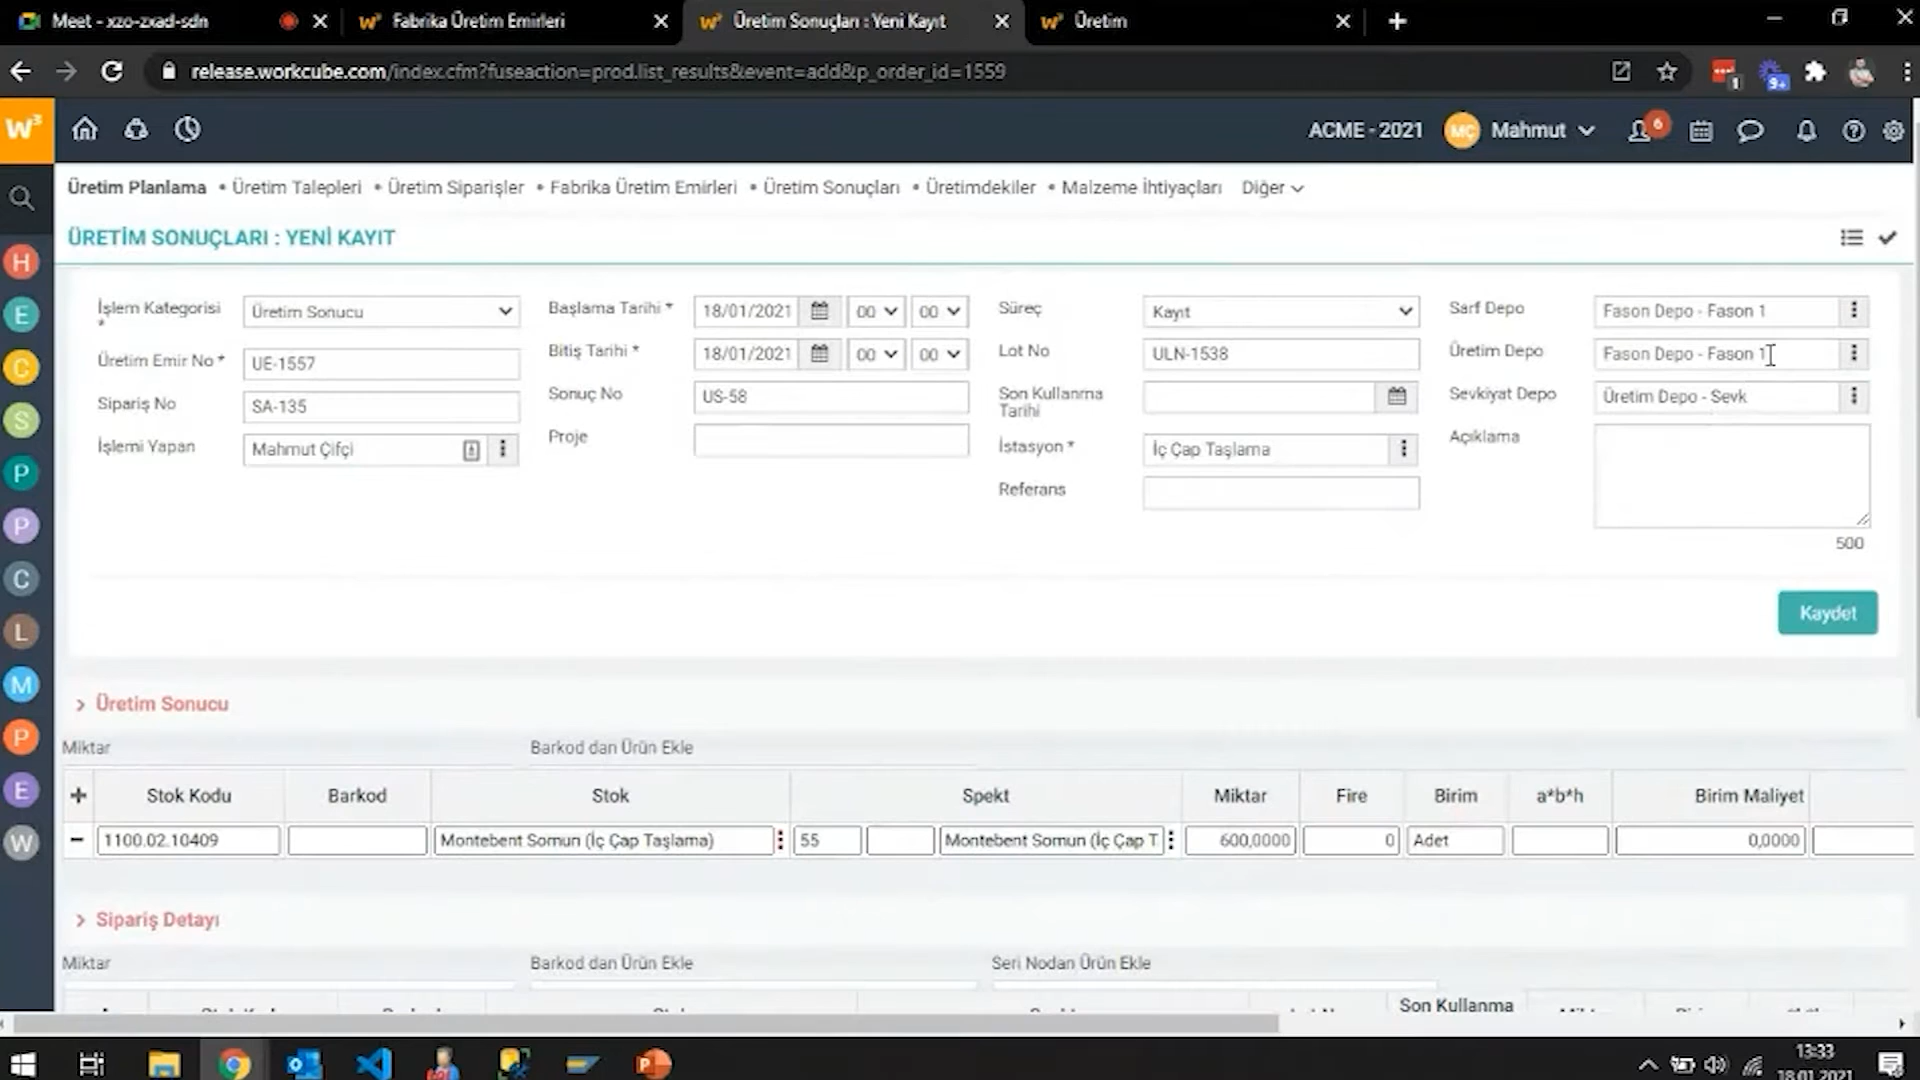 Meet - xzo-zxad-sdn
Fabrika Üretim Emirleri
Üretim Sonuçları : Yeni Kayıt
Üretim
release.workcube.com/index.cfm?fuseaction=prod.list_results&event=add&p_order_id=1559
1
9+
W³
ACME - 2021
MÇ
Mahmut
6
Üretim Planlama • Üretim Talepleri • Üretim Siparişler • Fabrika Üretim Emirleri • Üretim Sonuçları • Üretimdekiler • Malzeme İhtiyaçları Diğer
ÜRETİM SONUÇLARI : YENİ KAYIT
H
E
C
S
P
P
C
L
M
P
E
W
İşlem Kategorisi *
Üretim Sonucu
Üretim Emir No *
UE-1557
Sipariş No
SA-135
İşlemi Yapan
Mahmut Çifçi
Başlama Tarihi *
18/01/2021
00
00
Bitiş Tarihi *
18/01/2021
00
00
Sonuç No
US-58
Proje
Süreç
Kayıt
Lot No
ULN-1538
Son Kullanma
Tarihi
İstasyon *
İç Çap Taşlama
Referans
Sarf Depo
Fason Depo - Fason 1
Üretim Depo
Fason Depo - Fason 1
Sevkiyat Depo
Üretim Depo - Sevk
Açıklama
500
Kaydet
Üretim Sonucu
Miktar
Barkod dan Ürün Ekle
+ Stok Kodu Barkod Stok Spekt Miktar Fire Birim a*b*h Birim Maliyet
- 1100.02.10409 Montebent Somun (İç Çap Taşlama) 55 Montebent Somun (İç Çap T 600,0000 0 Adet 0,0000
Sipariş Detayı
Miktar
Barkod dan Ürün Ekle
Seri Nodan Ürün Ekle
Son Kullanma
13:33
18.01.2021